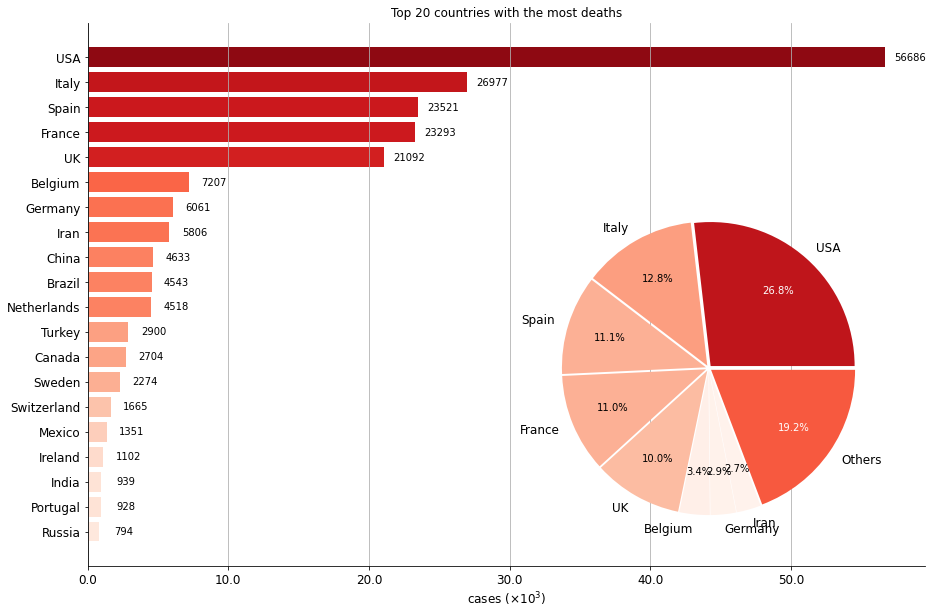 Top 20 countries with the most deaths
USA 56686
Italy 26977
Spain 23521
France 23293
UK 21092
Belgium 7207
Germany 6061
Iran 5806
China 4633
Brazil 4543
Netherlands 4518
Turkey 2900
Canada 2704
Sweden 2274
Switzerland 1665
Mexico 1351
Ireland 1102
India 939
Portugal 928
Russia 794
0.0 10.0 20.0 30.0 40.0 50.0
cases (×10³)
USA 26.8%
Italy 12.8%
Spain 11.1%
France 11.0%
UK 10.0%
Belgium 3.4%
Germany 2.9%
Iran 2.7%
Others 19.2%